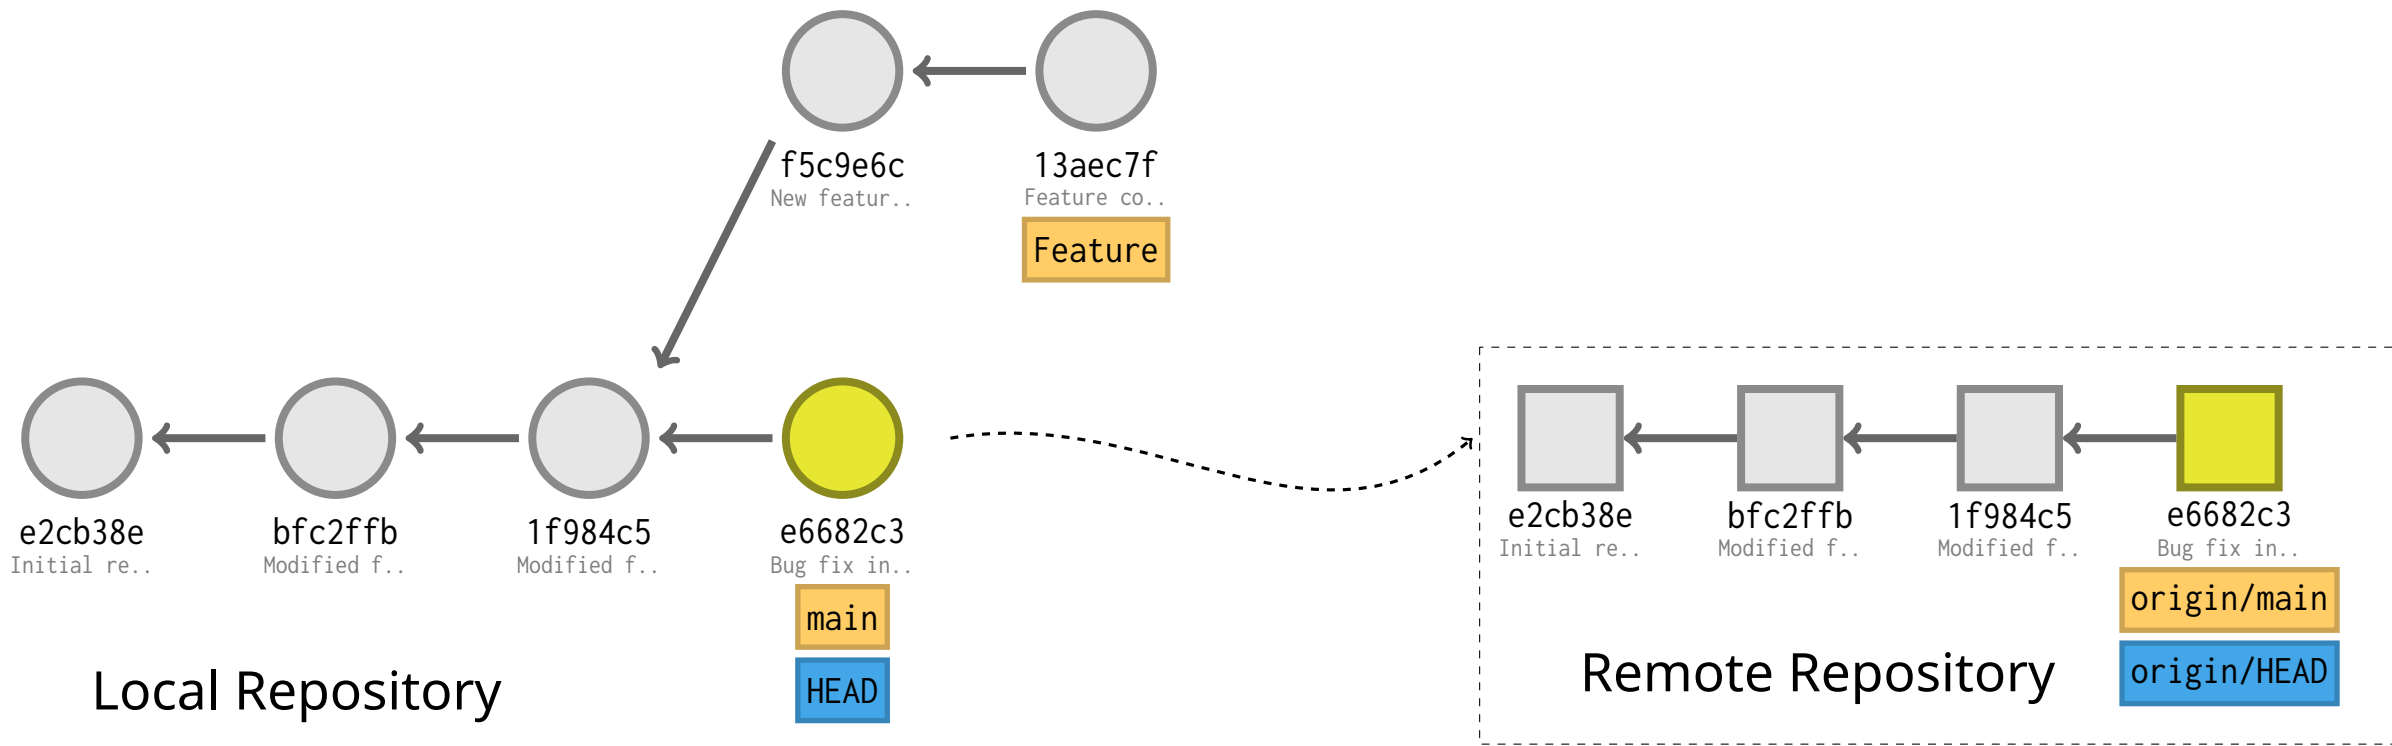 f5c9e6c
New featur..
13aec7f
Feature co..
Feature
e2cb38e
Initial re..
bfc2ffb
Modified f..
1f984c5
Modified f..
e6682c3
Bug fix in..
main
HEAD
Local Repository
e2cb38e
Initial re..
bfc2ffb
Modified f..
1f984c5
Modified f..
e6682c3
Bug fix in..
origin/main
origin/HEAD
Remote Repository